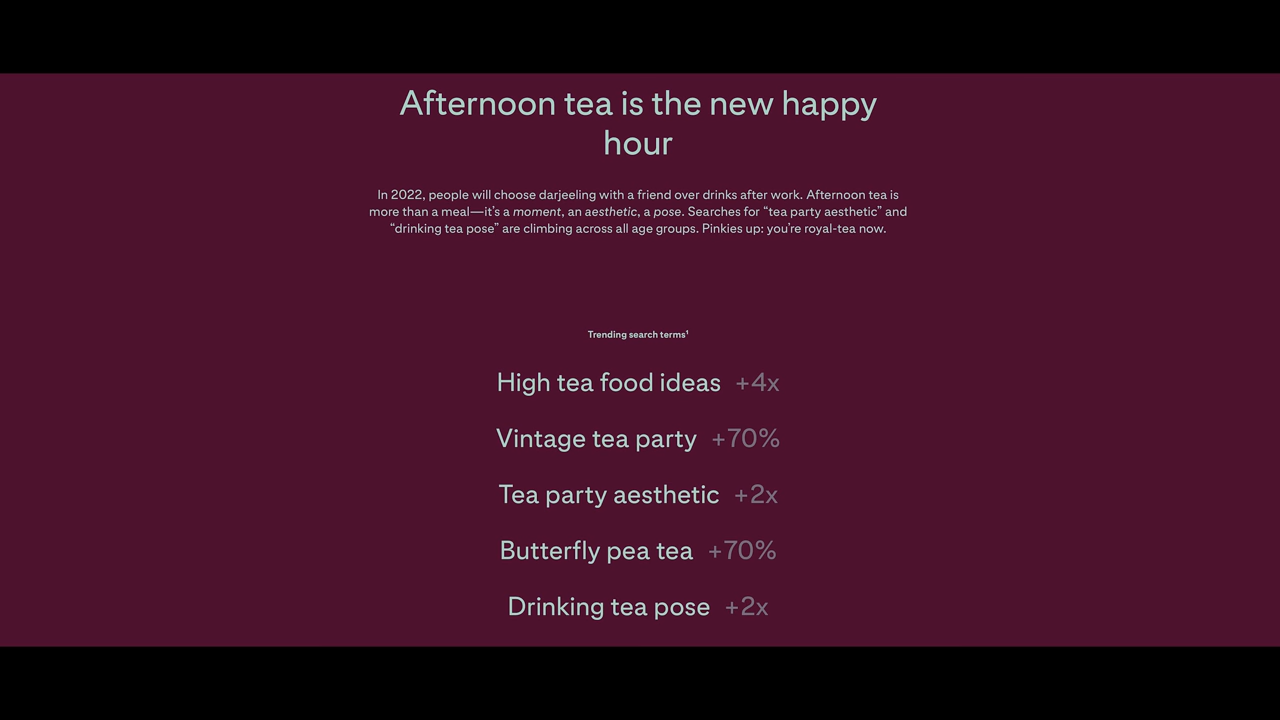 Afternoon tea is the new happy
hour
In 2022, people will choose darjeeling with a friend over drinks after work. Afternoon tea is
more than a meal—it’s a moment, an aesthetic, a pose. Searches for “tea party aesthetic” and
“drinking tea pose” are climbing across all age groups. Pinkies up: you’re royal-tea now.
Trending search terms¹
High tea food ideas +4x
Vintage tea party +70%
Tea party aesthetic +2x
Butterfly pea tea +70%
Drinking tea pose +2x